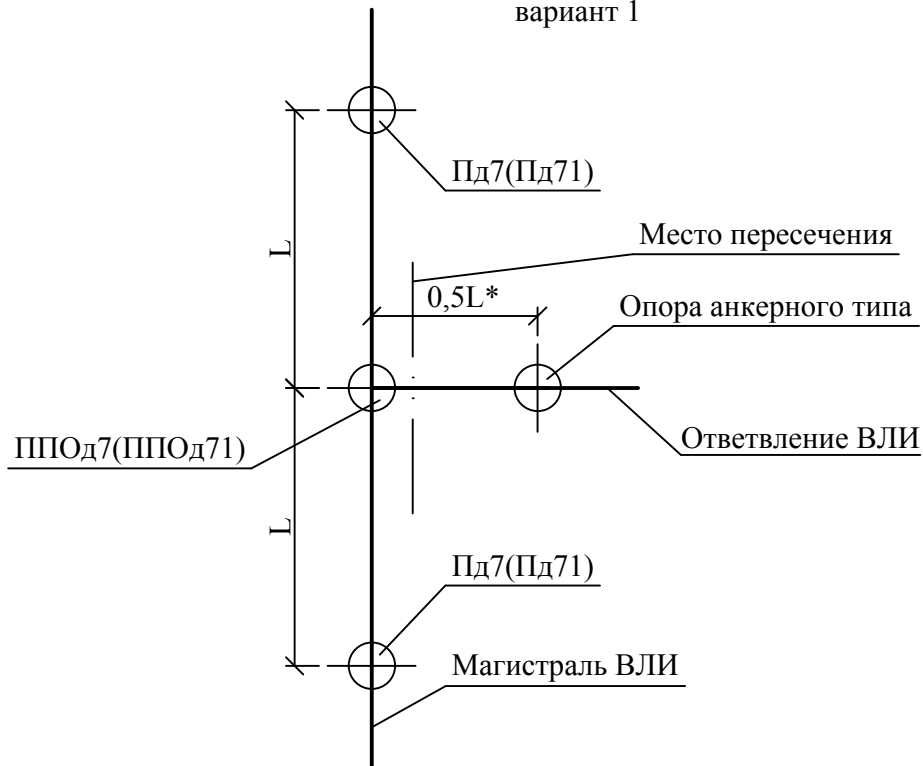 вариант 1
Пд7(Пд71)
Место пересечения
L
0,5L*
Опора анкерного типа
ППОд7(ППОд71)
Ответвление ВЛИ
L
Пд7(Пд71)
Магистраль ВЛИ